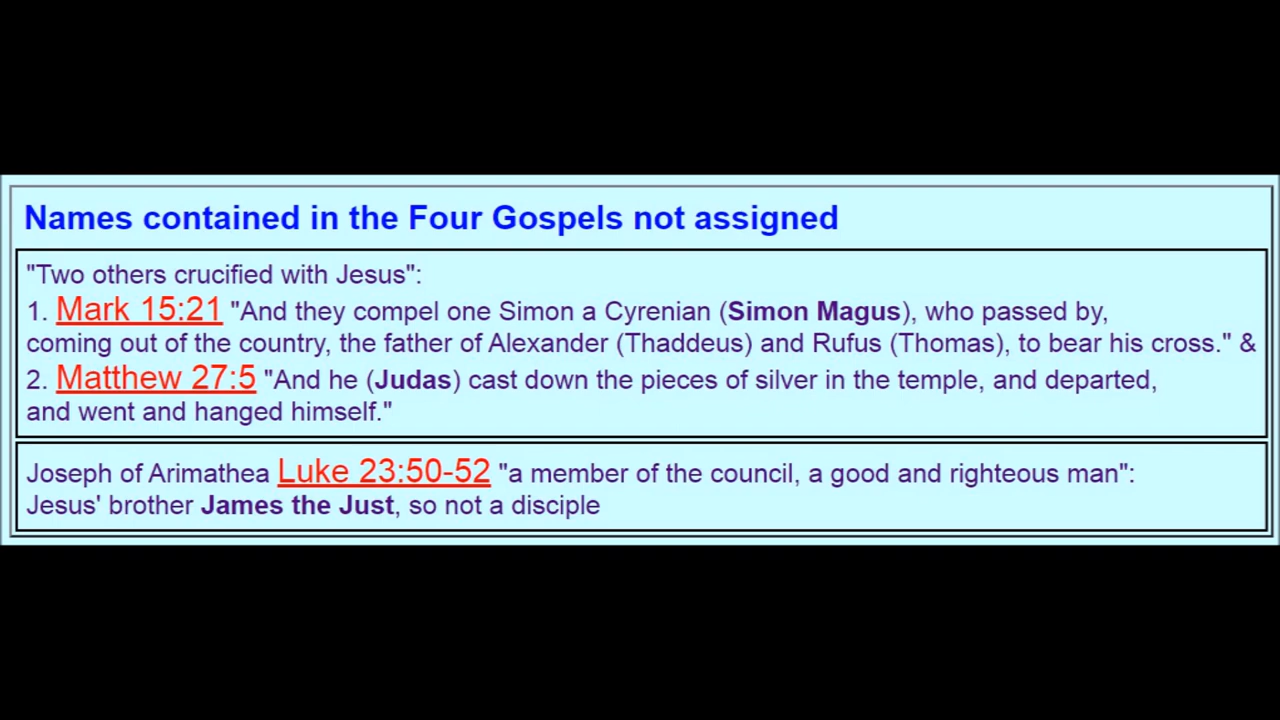 Names contained in the Four Gospels not assigned
"Two others crucified with Jesus":
1. Mark 15:21 "And they compel one Simon a Cyrenian (Simon Magus), who passed by,
coming out of the country, the father of Alexander (Thaddeus) and Rufus (Thomas), to bear his cross." &
2. Matthew 27:5 "And he (Judas) cast down the pieces of silver in the temple, and departed,
and went and hanged himself."
Joseph of Arimathea Luke 23:50-52 "a member of the council, a good and righteous man":
Jesus' brother James the Just, so not a disciple